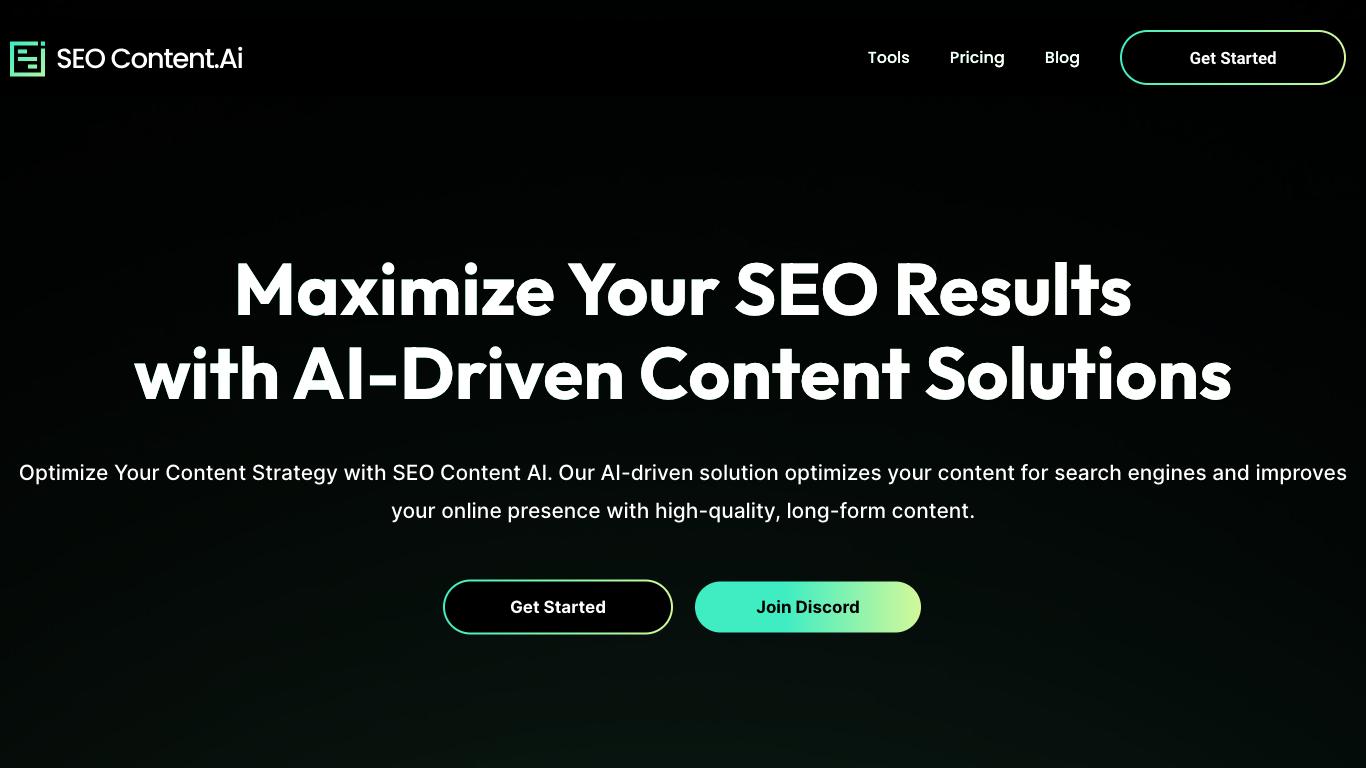 SEO Content.Ai
Tools
Pricing
Blog
Get Started
Maximize Your SEO Results
with AI-Driven Content Solutions
Optimize Your Content Strategy with SEO Content AI. Our AI-driven solution optimizes your content for search engines and improves
your online presence with high-quality, long-form content.
Get Started
Join Discord